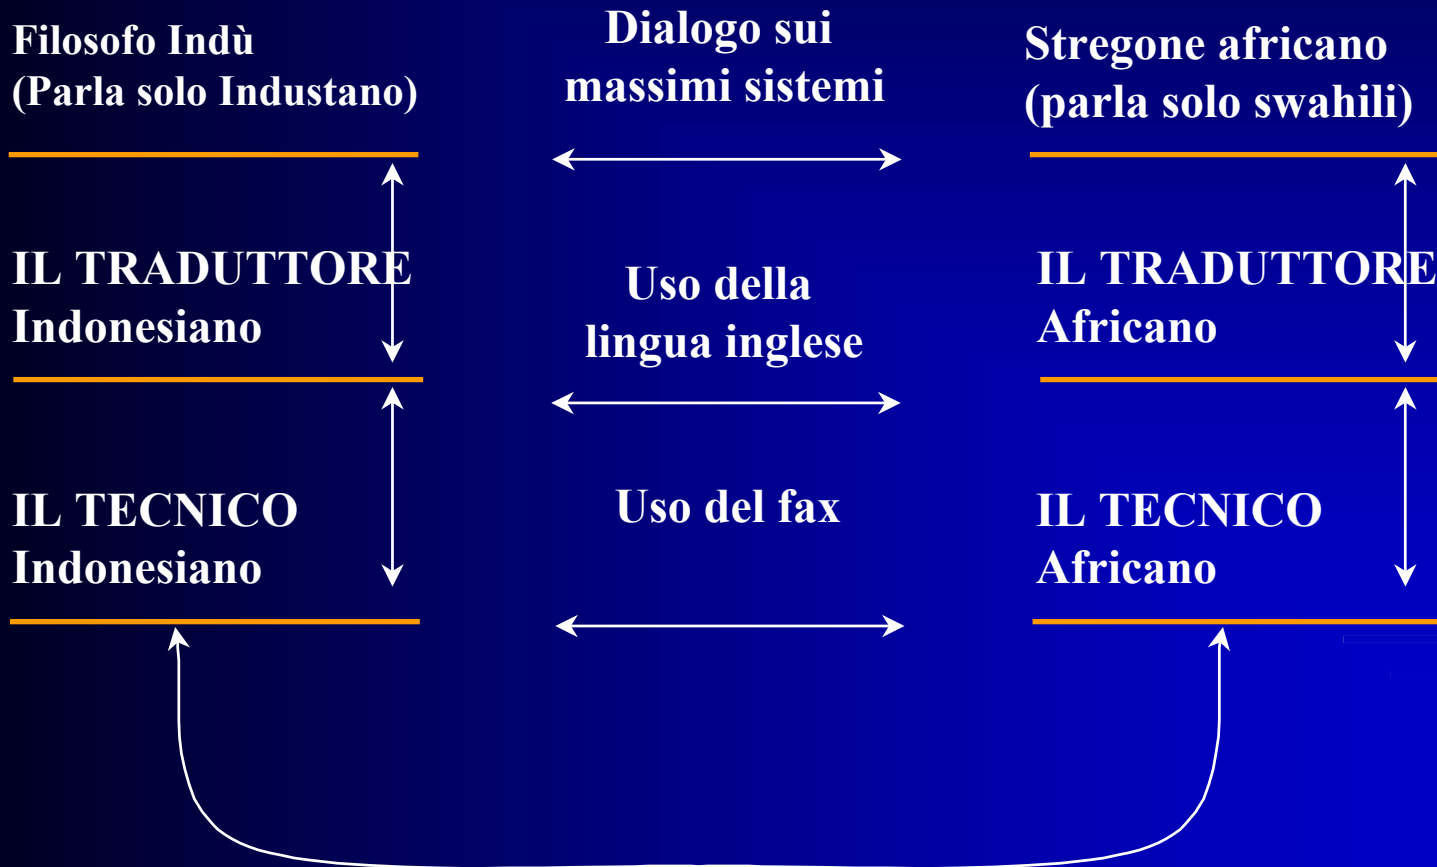 Filosofo Indù
(Parla solo Industano)
Dialogo sui
massimi sistemi
Stregone africano
(parla solo swahili)
IL TRADUTTORE
Indonesiano
Uso della
lingua inglese
IL TRADUTTORE
Africano
IL TECNICO
Indonesiano
Uso del fax
IL TECNICO
Africano